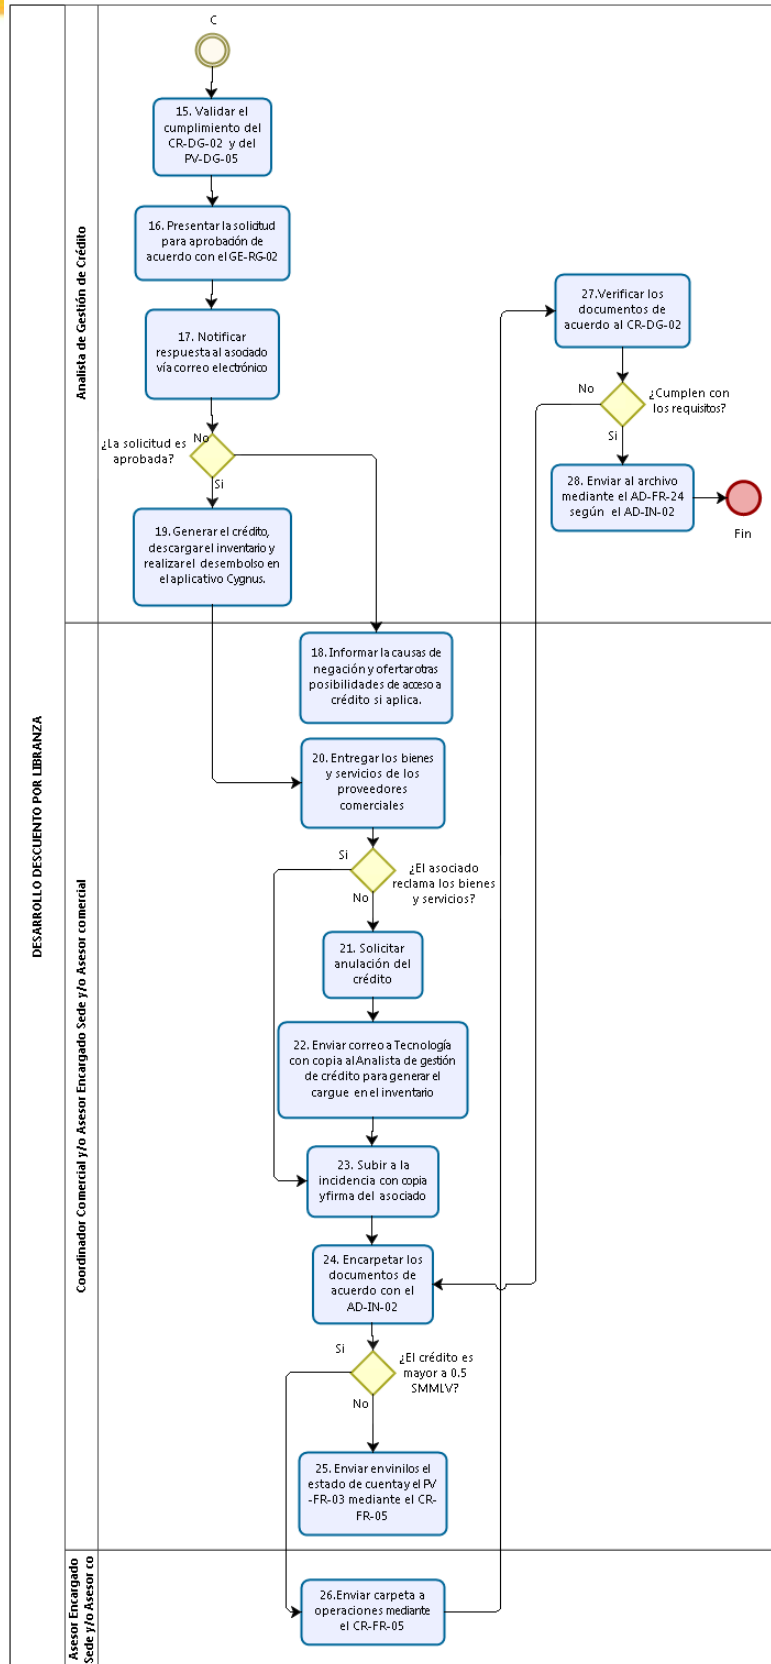 DESARROLLO DESCUENTO POR LIBRANZA
Analista de Gestión de Crédito
C
15. Validar el
cumplimiento del
CR-DG-02 y del
PV-DG-05
16. Presentar la solicitud
para aprobación de
acuerdo con el GE-RG-02
17. Notificar
respuesta al asociado
vía correo electrónico
¿La solicitud es
aprobada?
No
Si
19. Generar el crédito,
descargar el inventario y
realizar el desembolso en
el aplicativo Cygnus.
27.Verificar los
documentos de
acuerdo al CR-DG-02
No
¿Cumplen con
los requisitos?
Si
28. Enviar al archivo
mediante el AD-FR-24
según el AD-IN-02
Fin
Coordinador Comercial y/o Asesor Encargado Sede y/o Asesor comercial
18. Informar la causas de
negación y ofertar otras
posibilidades de acceso a
crédito si aplica.
20. Entregar los bienes
y servicios de los
proveedores
comerciales
Si
¿El asociado
reclama los bienes
y servicios?
No
21. Solicitar
anulación del
crédito
22. Enviar correo a Tecnología
con copia al Analista de gestión
de crédito para generar el
cargue en el inventario
23. Subir a la
incidencia con copia
y firma del asociado
24. Encarpetar los
documentos de
acuerdo con el
AD-IN-02
Si
¿El crédito es
mayor a 0.5
SMMLV?
No
25. Enviar en vinilos el
estado de cuenta y el PV
-FR-03 mediante el CR-
FR-05
Asesor Encargado
Sede y/o Asesor co
26.Enviar carpeta a
operaciones mediante
el CR-FR-05